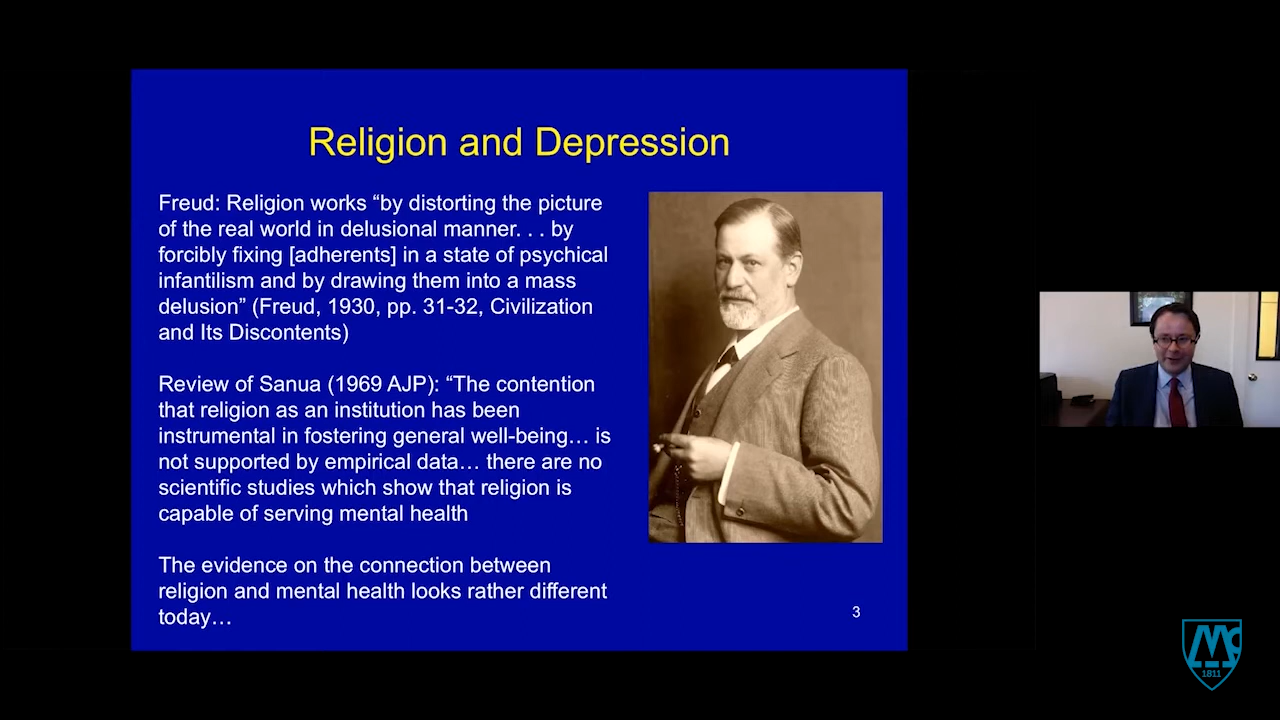 Religion and Depression
Freud: Religion works “by distorting the picture
of the real world in delusional manner. . . by
forcibly fixing [adherents] in a state of psychical
infantilism and by drawing them into a mass
delusion” (Freud, 1930, pp. 31-32, Civilization
and Its Discontents)
Review of Sanua (1969 AJP): “The contention
that religion as an institution has been
instrumental in fostering general well-being… is
not supported by empirical data… there are no
scientific studies which show that religion is
capable of serving mental health
The evidence on the connection between
religion and mental health looks rather different
today…
3
1811